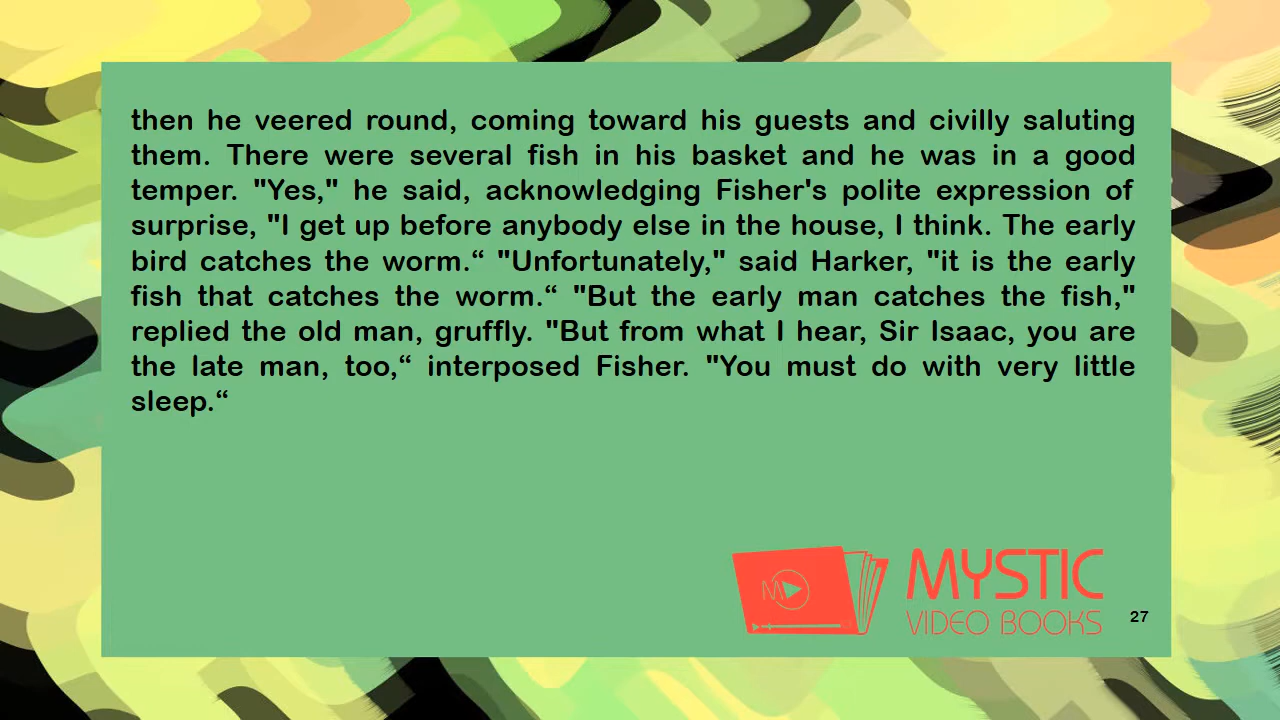 then he veered round, coming toward his guests and civilly saluting
them. There were several fish in his basket and he was in a good
temper. "Yes," he said, acknowledging Fisher's polite expression of
surprise, "I get up before anybody else in the house, I think. The early
bird catches the worm.“ "Unfortunately," said Harker, "it is the early
fish that catches the worm.“ "But the early man catches the fish,"
replied the old man, gruffly. "But from what I hear, Sir Isaac, you are
the late man, too,“ interposed Fisher. "You must do with very little
sleep.“
M
MYSTIC
VIDEO BOOKS
27